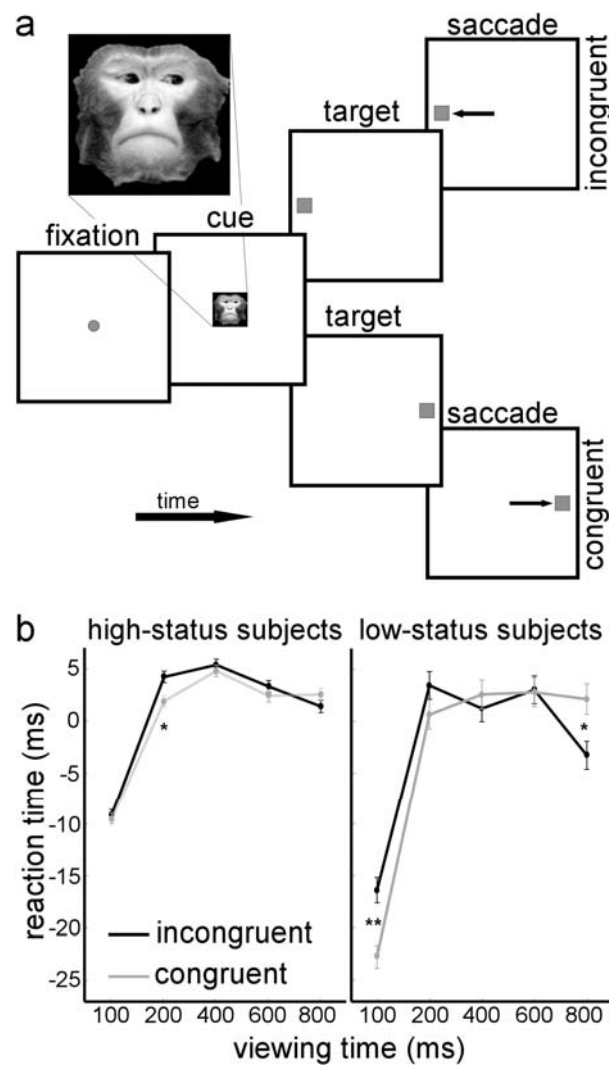 a
saccade
incongruent
target
cue
fixation
target
saccade
congruent
time
b
high-status subjects
low-status subjects
reaction time (ms)
5
0
-5
-10
-15
-20
-25
*
**
*
incongruent
congruent
100 200 400 600 800
100 200 400 600 800
viewing time (ms)